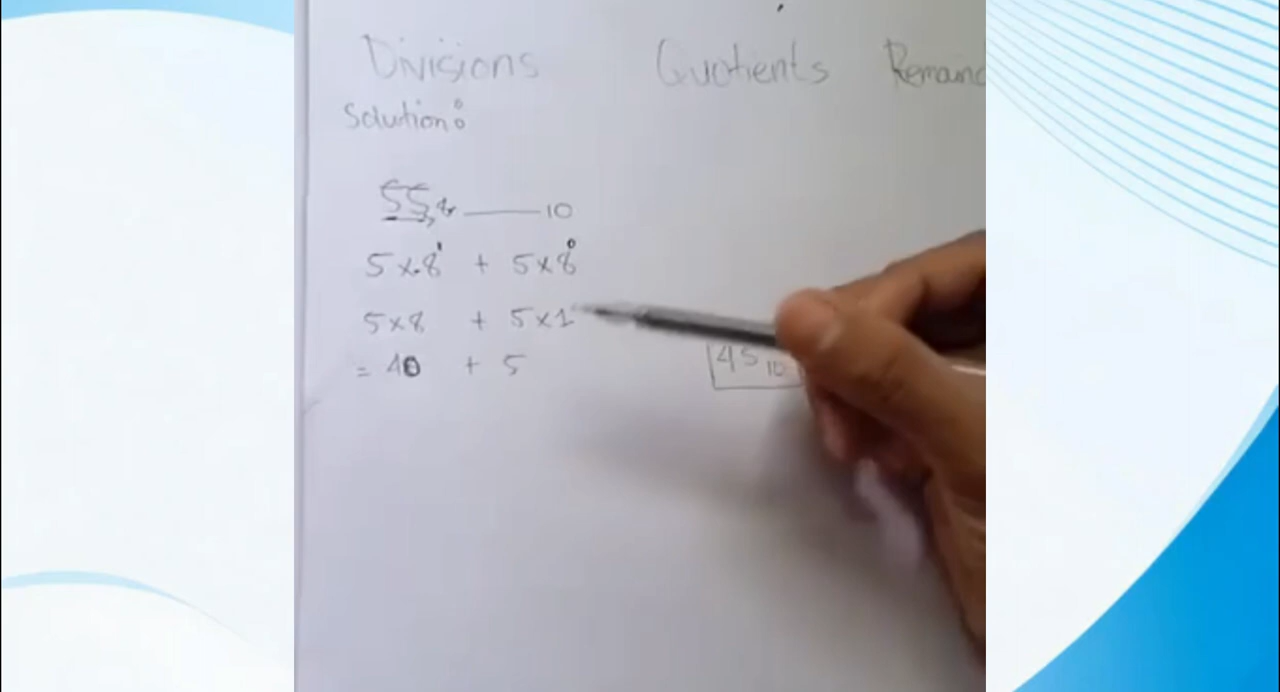 Divisions Quotients Remaind
Solution:
55₈ ——— 10
5×8¹ + 5×8⁰
5×8 + 5×1
= 40 + 5
45₁₀